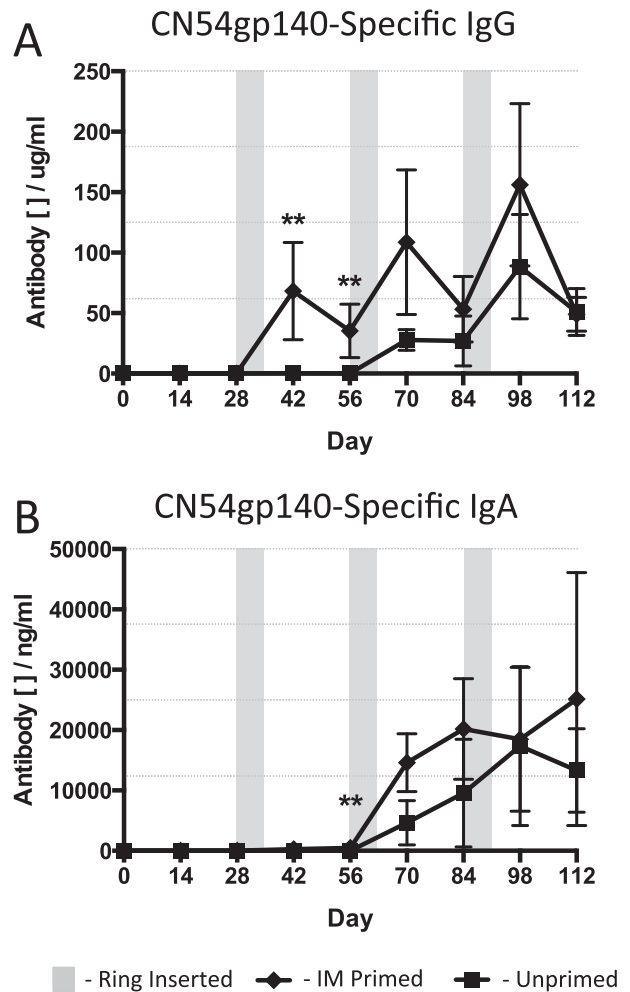 A
CN54gp140-Specific IgG
Antibody [ ] / ug/ml
250
200
150
100
50
0
**
**
0 14 28 42 56 70 84 98 112
Day
B
CN54gp140-Specific IgA
Antibody [ ] / ng/ml
50000
40000
30000
20000
10000
0
**
0 14 28 42 56 70 84 98 112
Day
- Ring Inserted - IM Primed - Unprimed